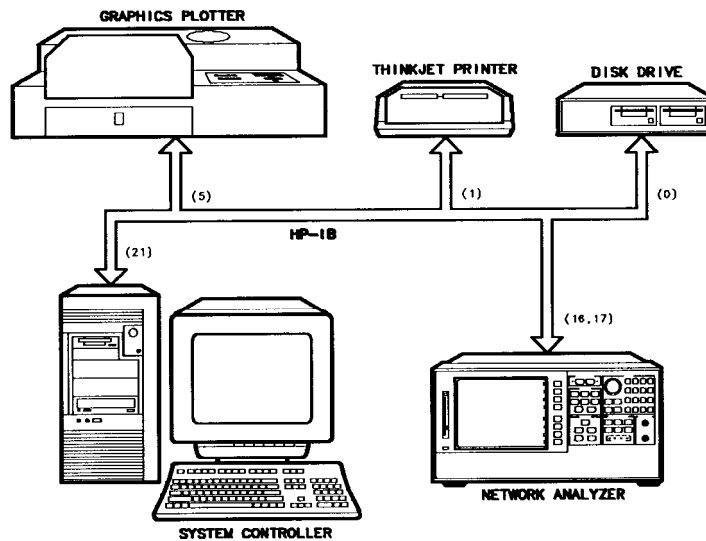 GRAPHICS PLOTTER
THINKJET PRINTER
DISK DRIVE
(5)
(1)
(0)
HP-IB
(21)
(16,17)
NETWORK ANALYZER
SYSTEM CONTROLLER